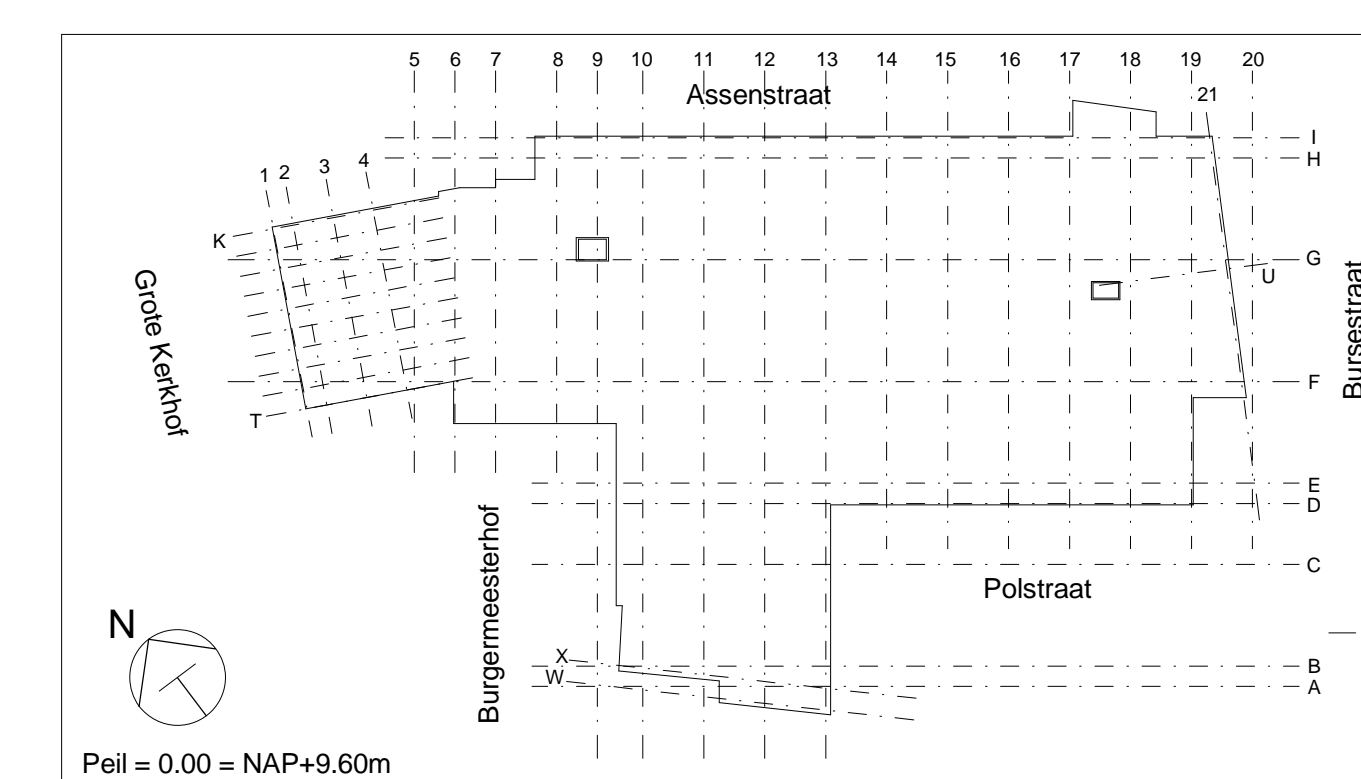 5 6 7 8 9 10 11 12 13 14 15 16 17 18 19 20
Assenstraat
21
I
H
1 2 3 4
K
G
U
Grote Kerkhof
Bursestraat
F
T
E
D
Burgermeesterhof
C
Polstraat
N
X
B
W
A
Peil = 0.00 = NAP+9.60m